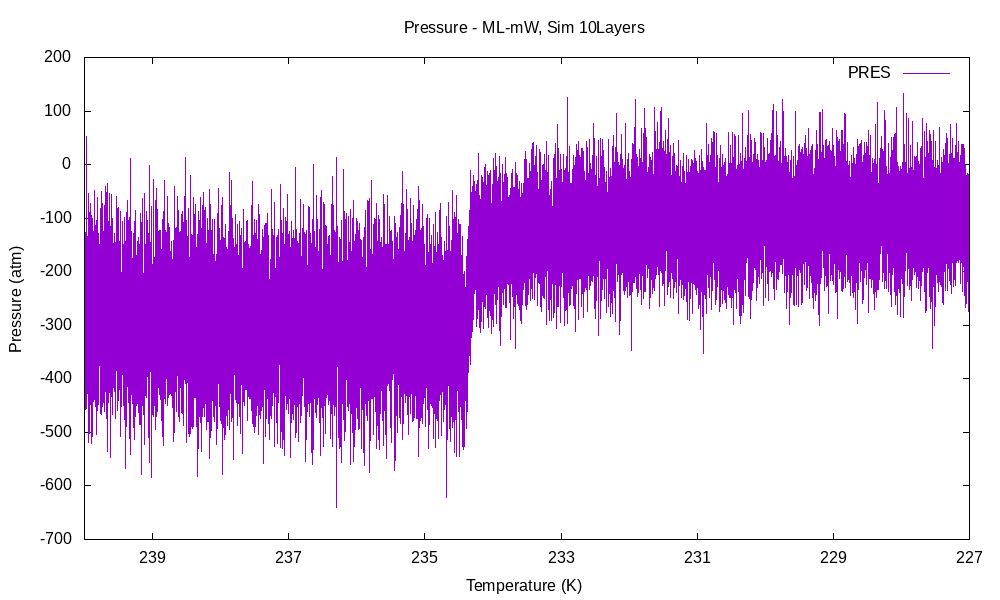 Pressure - ML-mW, Sim 10Layers
PRES
200
100
0
-100
-200
-300
-400
-500
-600
-700
Pressure (atm)
239 237 235 233 231 229 227
Temperature (K)